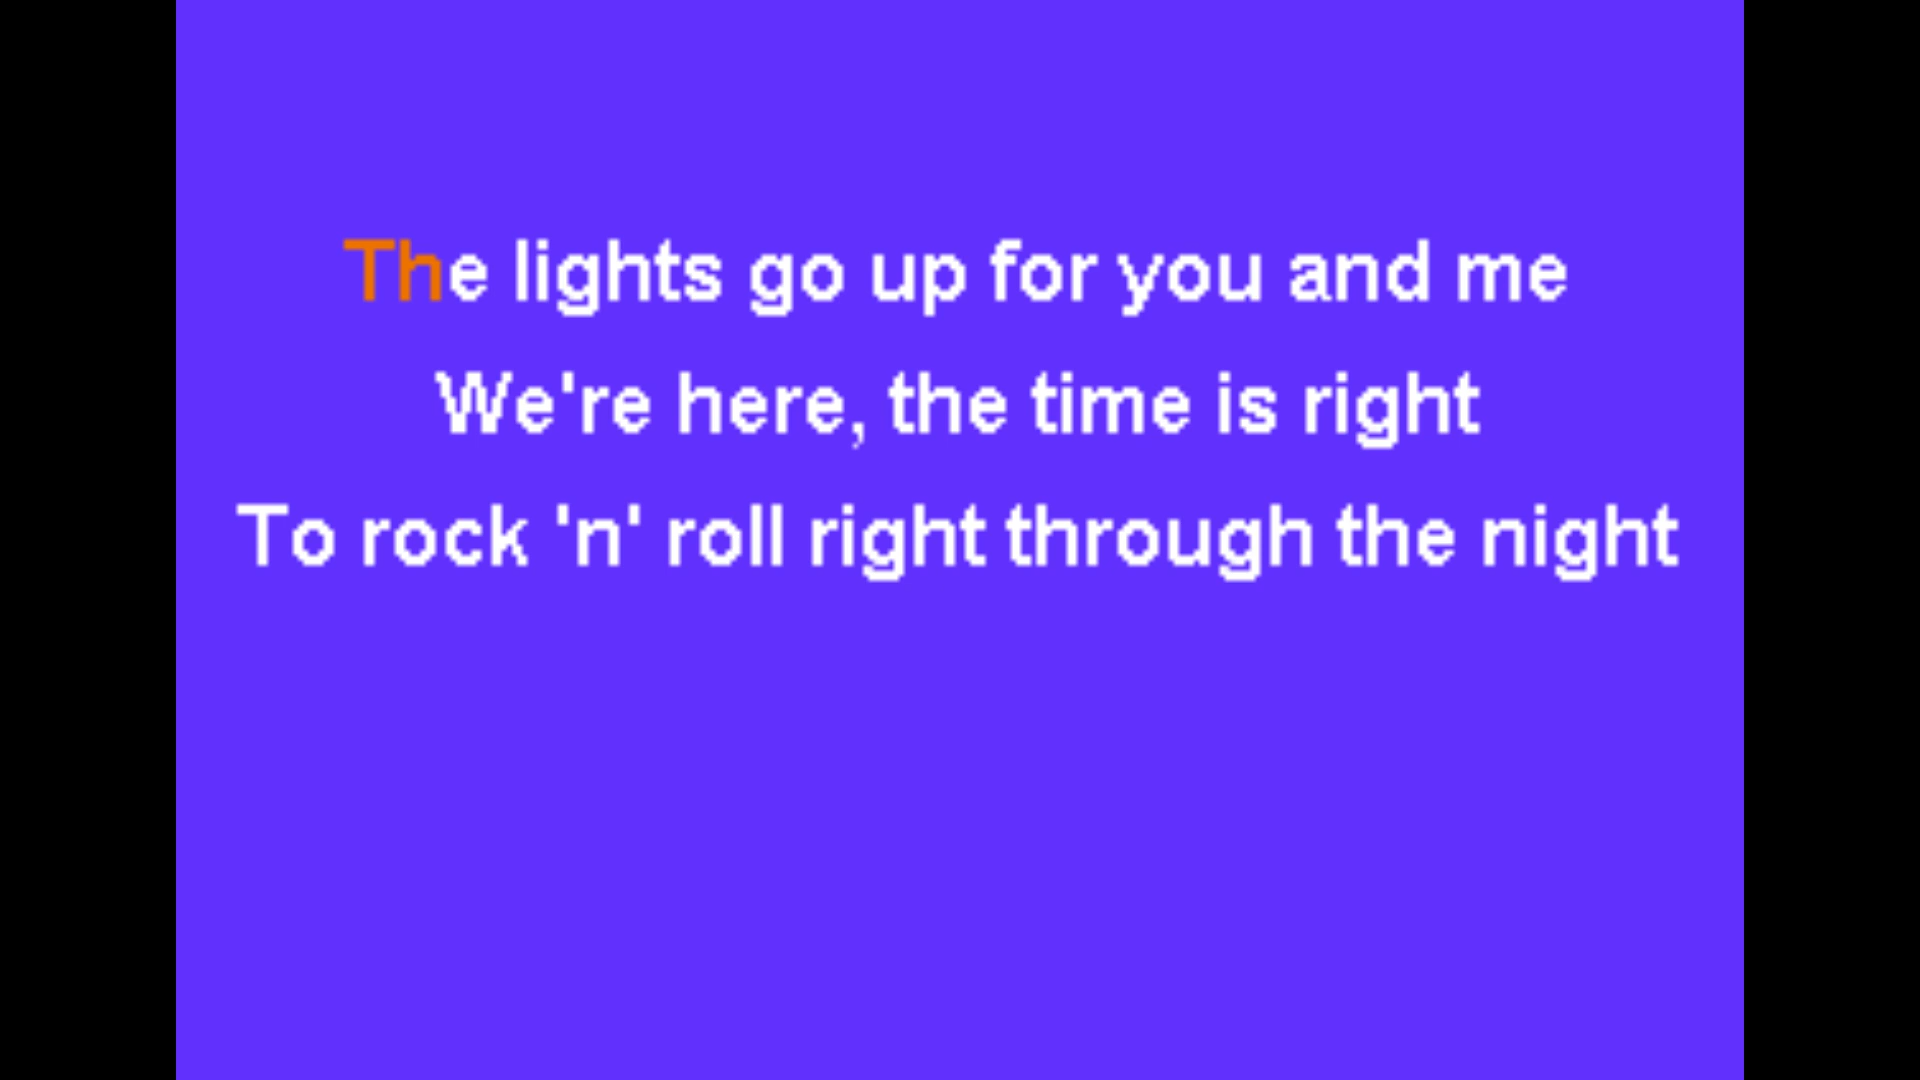 The lights go up for you and me
We're here, the time is right
To rock 'n' roll right through the night